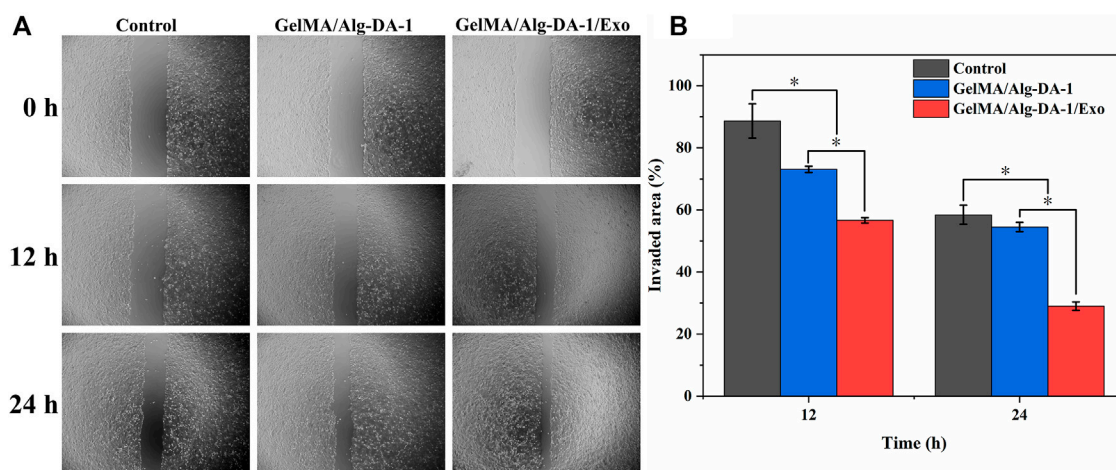 A
Control
GelMA/Alg-DA-1
GelMA/Alg-DA-1/Exo
0 h
12 h
24 h
B
Control
GelMA/Alg-DA-1
GelMA/Alg-DA-1/Exo
*
*
*
*
100
80
60
40
20
0
Invaded area (%)
12
24
Time (h)